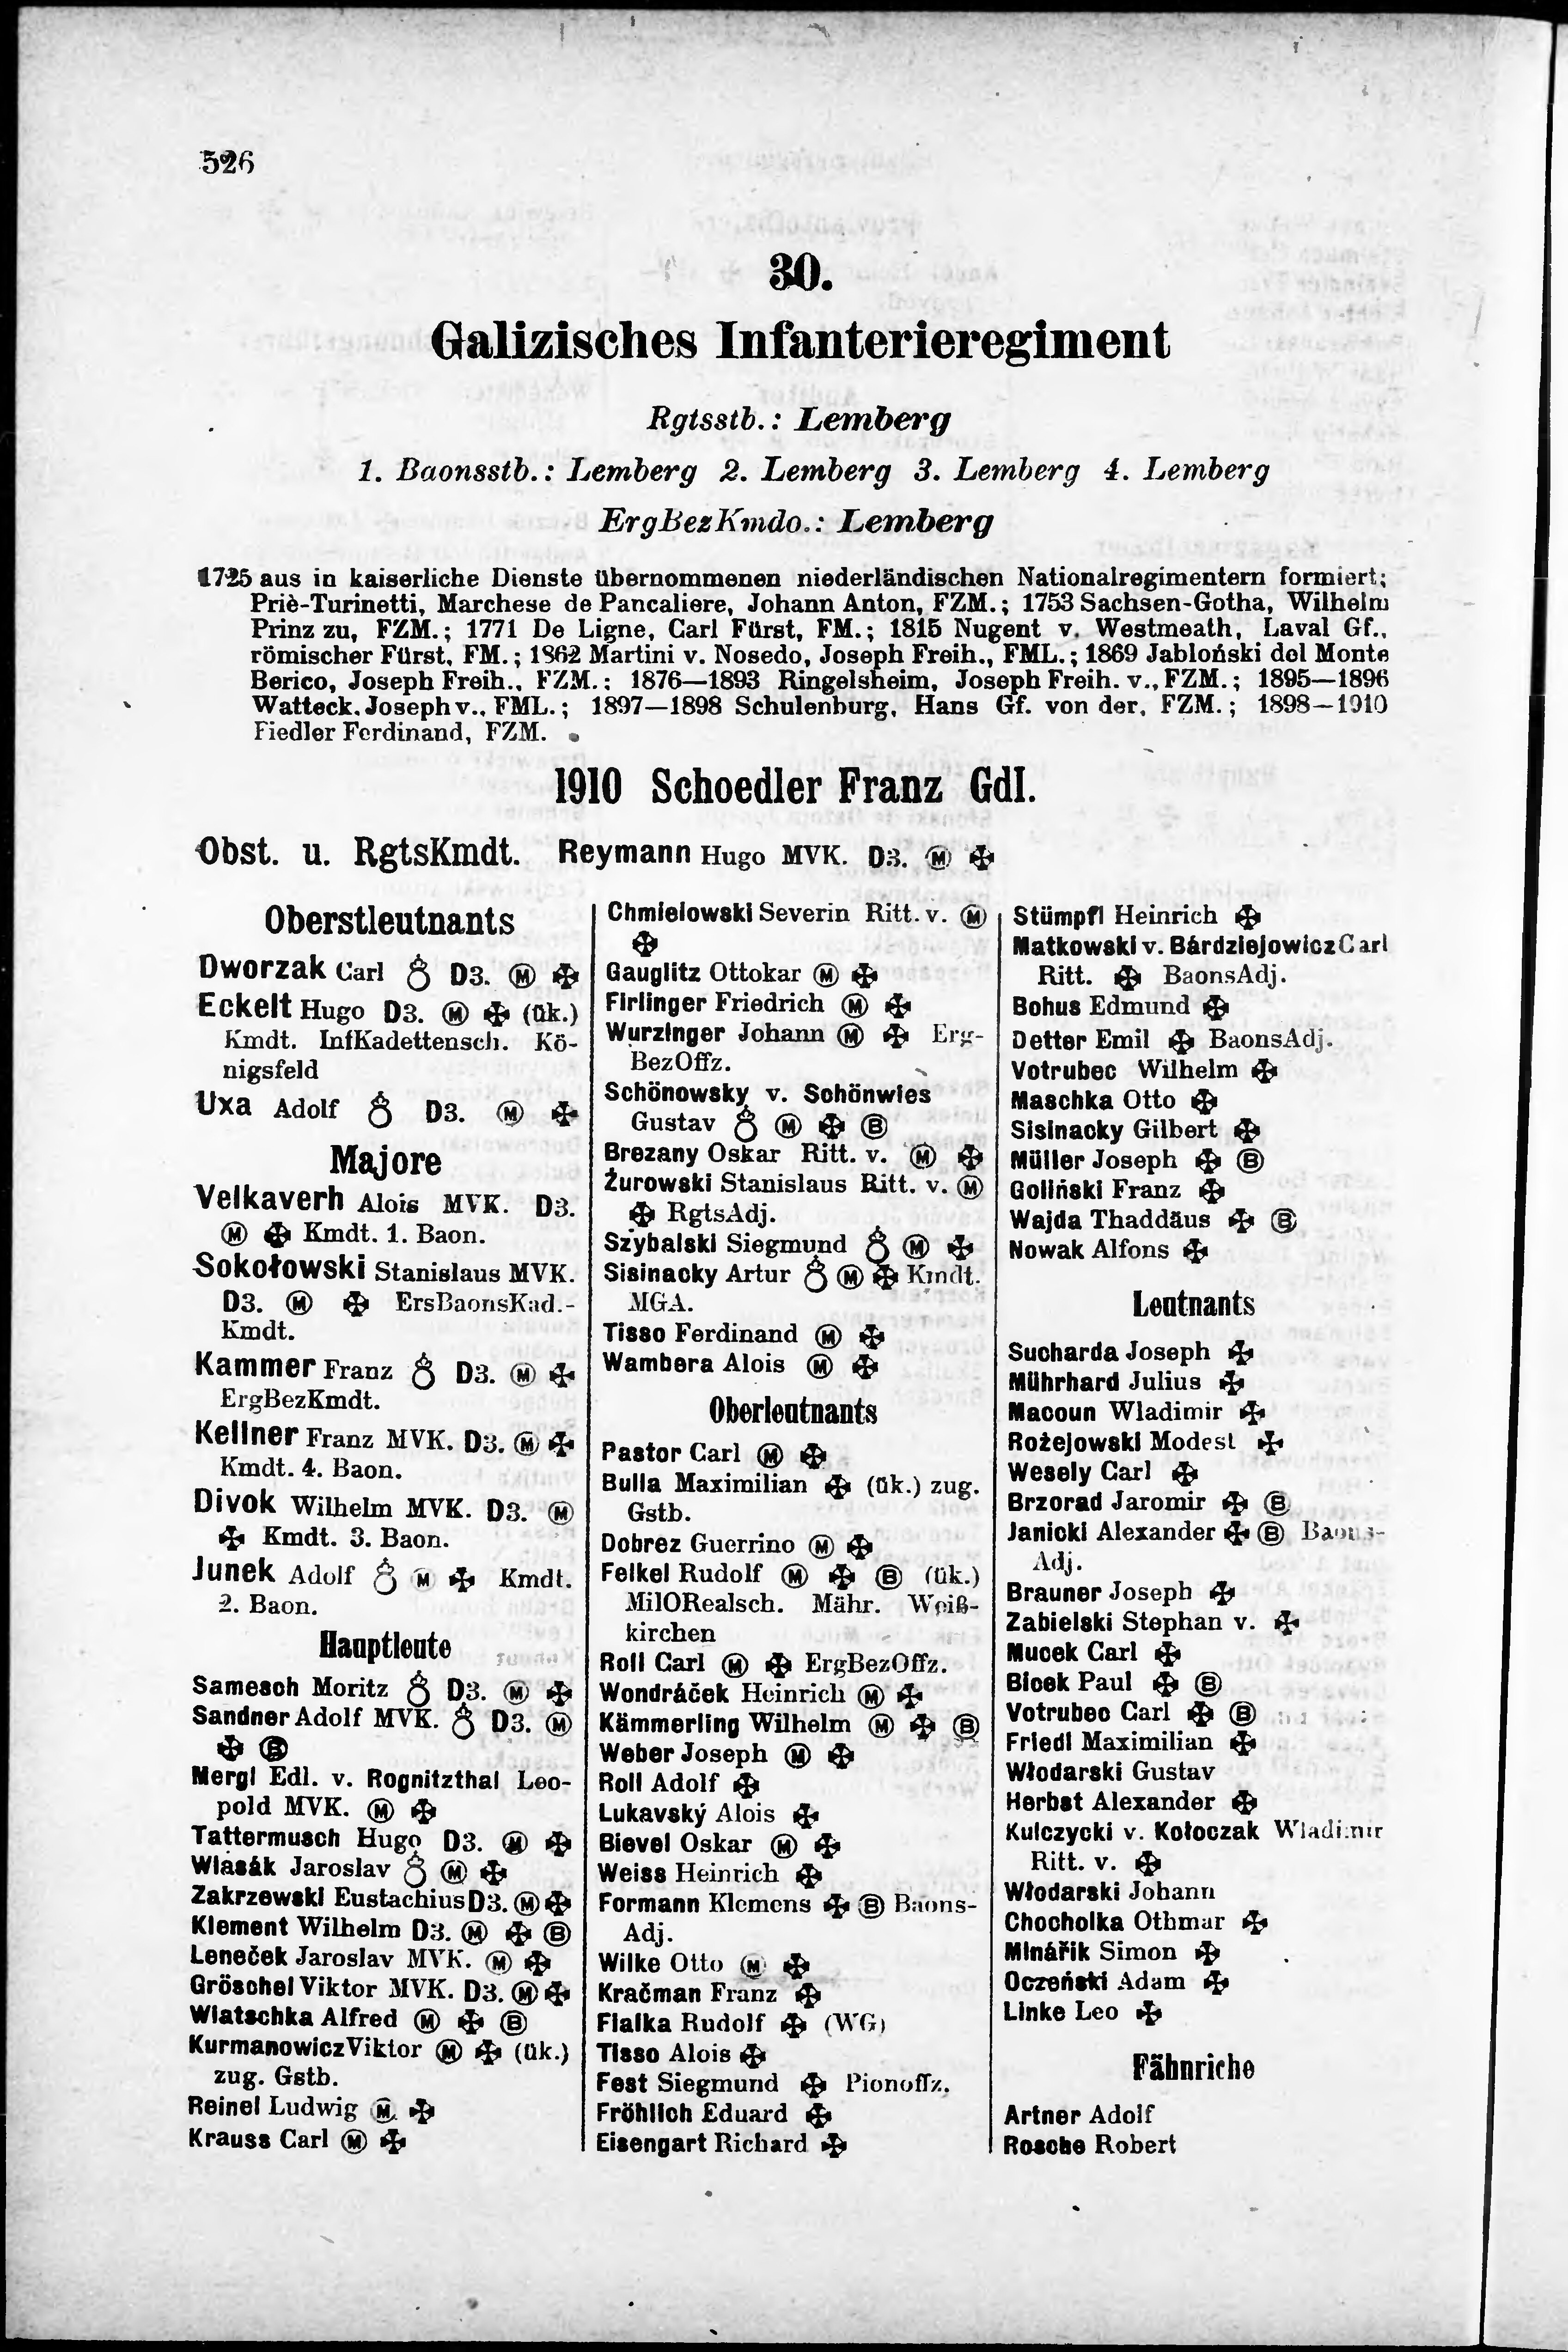 526
30.
Galizisches Infanterieregiment
Rgtsstb.: Lemberg
1. Baonsstb.: Lemberg 2. Lemberg 3. Lemberg 4. Lemberg
ErgBezKmdo.: Lemberg
1725 aus in kaiserliche Dienste übernommenen niederländischen Nationalregimentern formiert;
Priè-Turinetti, Marchese de Pancaliere, Johann Anton, FZM.; 1753 Sachsen-Gotha, Wilhelm
Prinz zu, FZM.; 1771 De Ligne, Carl Fürst, FM.; 1815 Nugent v. Westmeath, Laval Gf.,
römischer Fürst, FM.; 1862 Martini v. Nosedo, Joseph Freih., FML.; 1869 Jabloński del Monte
Berico, Joseph Freih., FZM.; 1876—1893 Ringelsheim, Joseph Freih. v., FZM.; 1895—1896
Watteck, Joseph v., FML.; 1897—1898 Schulenburg, Hans Gf. von der, FZM.; 1898—1910
Fiedler Ferdinand, FZM.
1910 Schoedler Franz GdI.
Obst. u. RgtsKmdt. Reymann Hugo MVK. D3. Ⓜ ✠
Oberstleutnants
Dworzak Carl D3. Ⓜ ✠
Eckelt Hugo D3. Ⓜ ✠ (ük.)
Kmdt. InfKadettensch. Kö-
nigsfeld
Uxa Adolf D3. Ⓜ ✠
Majore
Velkaverh Alois MVK. D3.
Ⓜ ✠ Kmdt. 1. Baon.
Sokołowski Stanislaus MVK.
D3. Ⓜ ✠ ErsBaonsKad.-
Kmdt.
Kammer Franz D3. Ⓜ ✠
ErgBezKmdt.
Kellner Franz MVK. D3. Ⓜ ✠
Kmdt. 4. Baon.
Divok Wilhelm MVK. D3. Ⓜ
✠ Kmdt. 3. Baon.
Junek Adolf Ⓜ ✠ Kmdt.
2. Baon.
Hauptleute
Samesch Moritz D3. Ⓜ ✠
Sandner Adolf MVK. D3. Ⓜ
✠ Ⓑ
Mergl Edl. v. Rognitzthal Leo-
pold MVK. Ⓜ ✠
Tattermusch Hugo D3. Ⓜ ✠
Wlasák Jaroslav Ⓜ ✠
Zakrzewski Eustachius D3. Ⓜ ✠
Klement Wilhelm D3. Ⓜ ✠ Ⓑ
Leneček Jaroslav MVK. Ⓜ ✠
Gröschel Viktor MVK. D3. Ⓜ ✠
Wlatschka Alfred Ⓜ ✠ Ⓑ
Kurmanowicz Viktor Ⓜ ✠ (ük.)
zug. Gstb.
Reinel Ludwig Ⓜ ✠
Krauss Carl Ⓜ ✠
Chmielowski Severin Ritt. v. Ⓜ
✠
Gauglitz Ottokar Ⓜ ✠
Firlinger Friedrich Ⓜ ✠
Wurzinger Johann Ⓜ ✠ Erg-
BezOffz.
Schönowsky v. Schönwies
Gustav Ⓜ ✠ Ⓑ
Brezany Oskar Ritt. v. Ⓜ ✠
Żurowski Stanislaus Ritt. v. Ⓜ
✠ RgtsAdj.
Szybalski Siegmund Ⓜ ✠
Sisinacky Artur Ⓜ ✠ Kmdt.
MGA.
Tisso Ferdinand Ⓜ ✠
Wambera Alois Ⓜ ✠
Oberleutnants
Pastor Carl Ⓜ ✠
Bulla Maximilian ✠ (ük.) zug.
Gstb.
Dobrez Guerrino Ⓜ ✠
Felkel Rudolf Ⓜ ✠ Ⓑ (ük.)
MilORealsch. Mähr. Weiß-
kirchen
Roll Carl Ⓜ ✠ ErgBezOffz.
Wondráček Heinrich Ⓜ ✠
Kämmerling Wilhelm Ⓜ ✠ Ⓑ
Weber Joseph Ⓜ ✠
Roll Adolf ✠
Lukavský Alois ✠
Bievel Oskar Ⓜ ✠
Weiss Heinrich ✠
Formann Klemens ✠ Ⓑ Baons-
Adj.
Wilke Otto Ⓜ ✠
Kračman Franz ✠
Fialka Rudolf ✠ (WG)
Tisso Alois ✠
Fest Siegmund ✠ Pionoffz.
Fröhlich Eduard ✠
Eisengart Richard ✠
Stümpfl Heinrich ✠
Matkowski v. Bárdziejowicz Carl
Ritt. ✠ BaonsAdj.
Bohus Edmund ✠
Detter Emil ✠ BaonsAdj.
Votrubec Wilhelm ✠
Maschka Otto ✠
Sisinacky Gilbert ✠
Müller Joseph ✠ Ⓑ
Goliński Franz ✠
Wajda Thaddäus ✠ Ⓑ
Nowak Alfons ✠
Leutnants
Sucharda Joseph ✠
Mührhard Julius ✠
Macoun Wladimir ✠
Rożejowski Modest ✠
Wesely Carl ✠
Brzorad Jaromir ✠ Ⓑ
Janicki Alexander ✠ Ⓑ Baons-
Adj.
Brauner Joseph ✠
Zabielski Stephan v. ✠
Mucek Carl ✠
Bicek Paul ✠ Ⓑ
Votrubec Carl ✠ Ⓑ
Friedl Maximilian ✠
Włodarski Gustav
Herbst Alexander ✠
Kulczycki v. Kołoczak Wladimir
Ritt. v. ✠
Włodarski Johann
Chocholka Othmar ✠
Mlnářik Simon ✠
Oczeński Adam ✠
Linke Leo ✠
Fähnriche
Artner Adolf
Rosche Robert